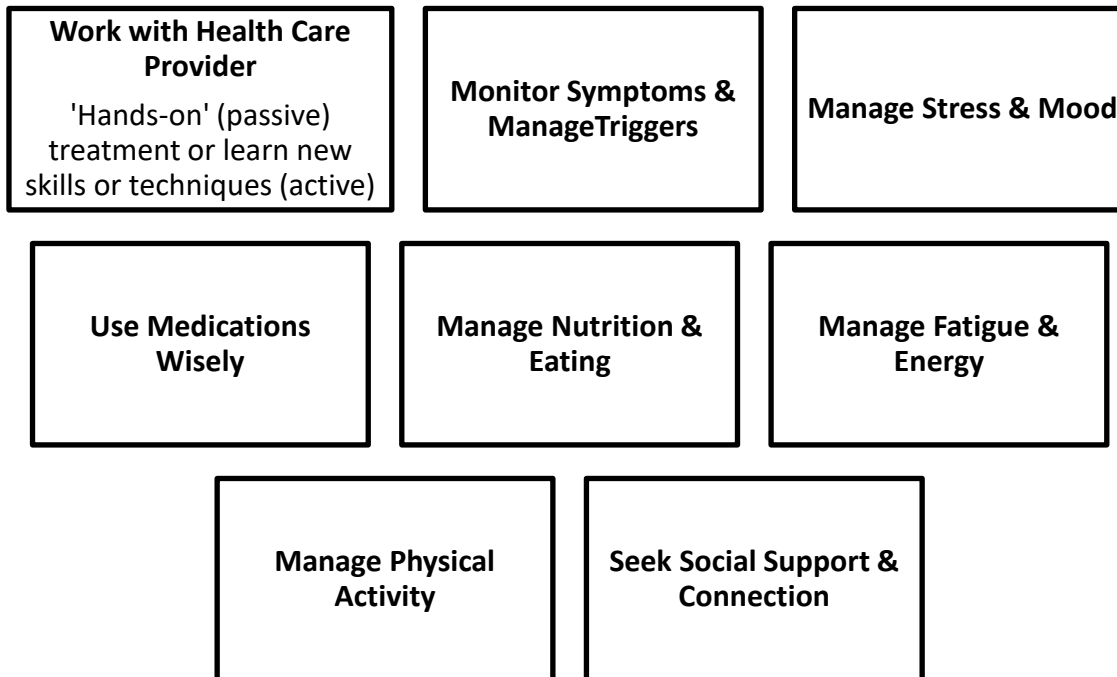 Work with Health Care
Provider
'Hands-on' (passive)
treatment or learn new
skills or techniques (active)
Monitor Symptoms &
ManageTriggers
Manage Stress & Mood
Use Medications
Wisely
Manage Nutrition &
Eating
Manage Fatigue &
Energy
Manage Physical
Activity
Seek Social Support &
Connection